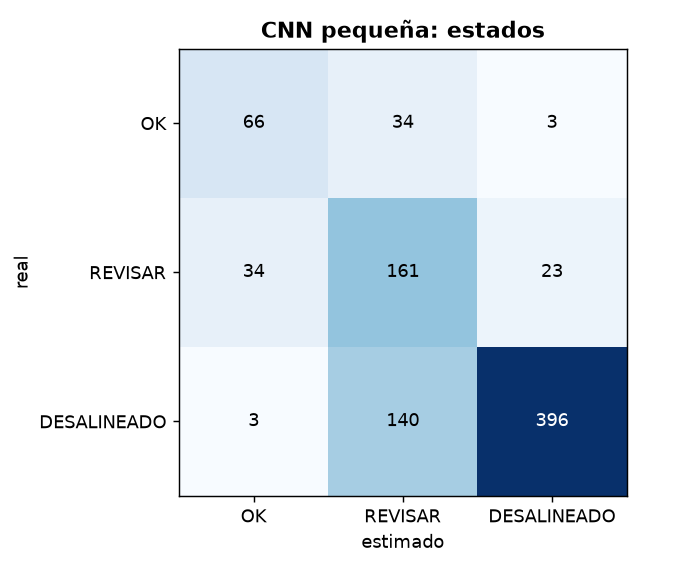 CNN pequeña: estados
OK 66 34 3
real
REVISAR 34 161 23
DESALINEADO 3 140 396
OK REVISAR DESALINEADO
estimado